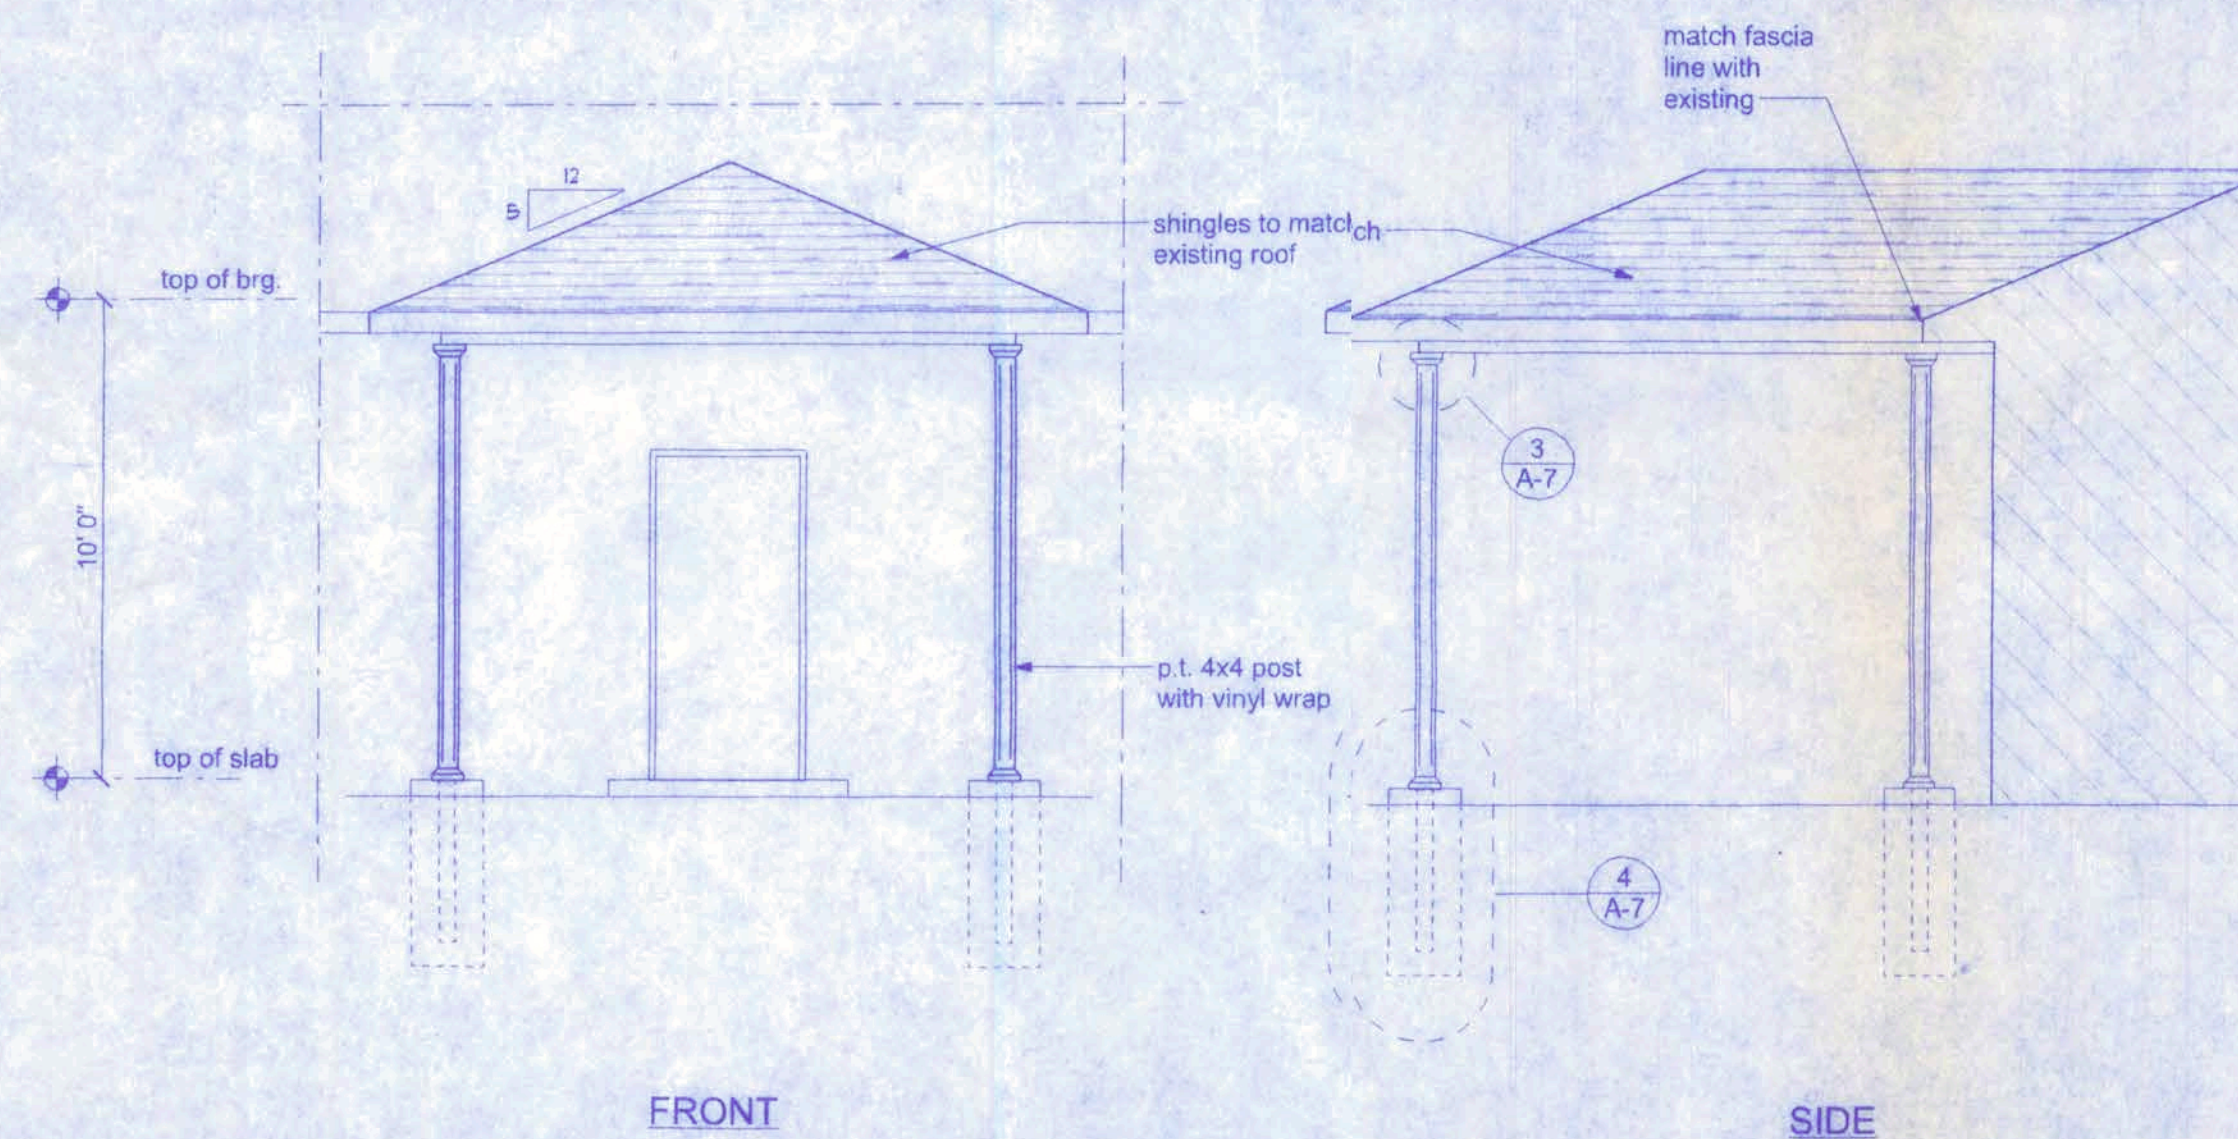 match fascia
line with
existing
12
5
shingles to match
existing roof
top of brg.
10' 0"
3
A-7
p.t. 4x4 post
with vinyl wrap
top of slab
4
A-7
FRONT
SIDE